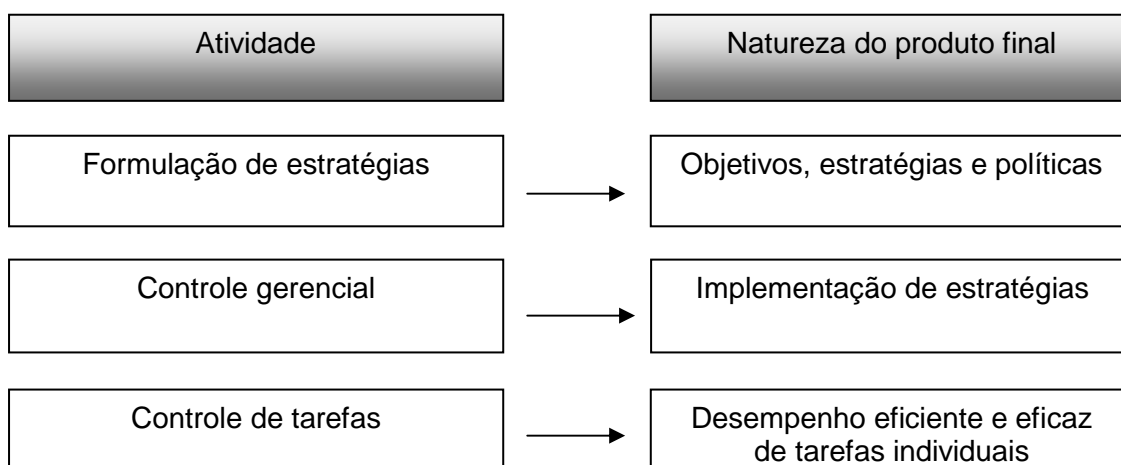 Atividade
Natureza do produto final
Formulação de estratégias
Objetivos, estratégias e políticas
Controle gerencial
Implementação de estratégias
Controle de tarefas
Desempenho eficiente e eficaz
de tarefas individuais